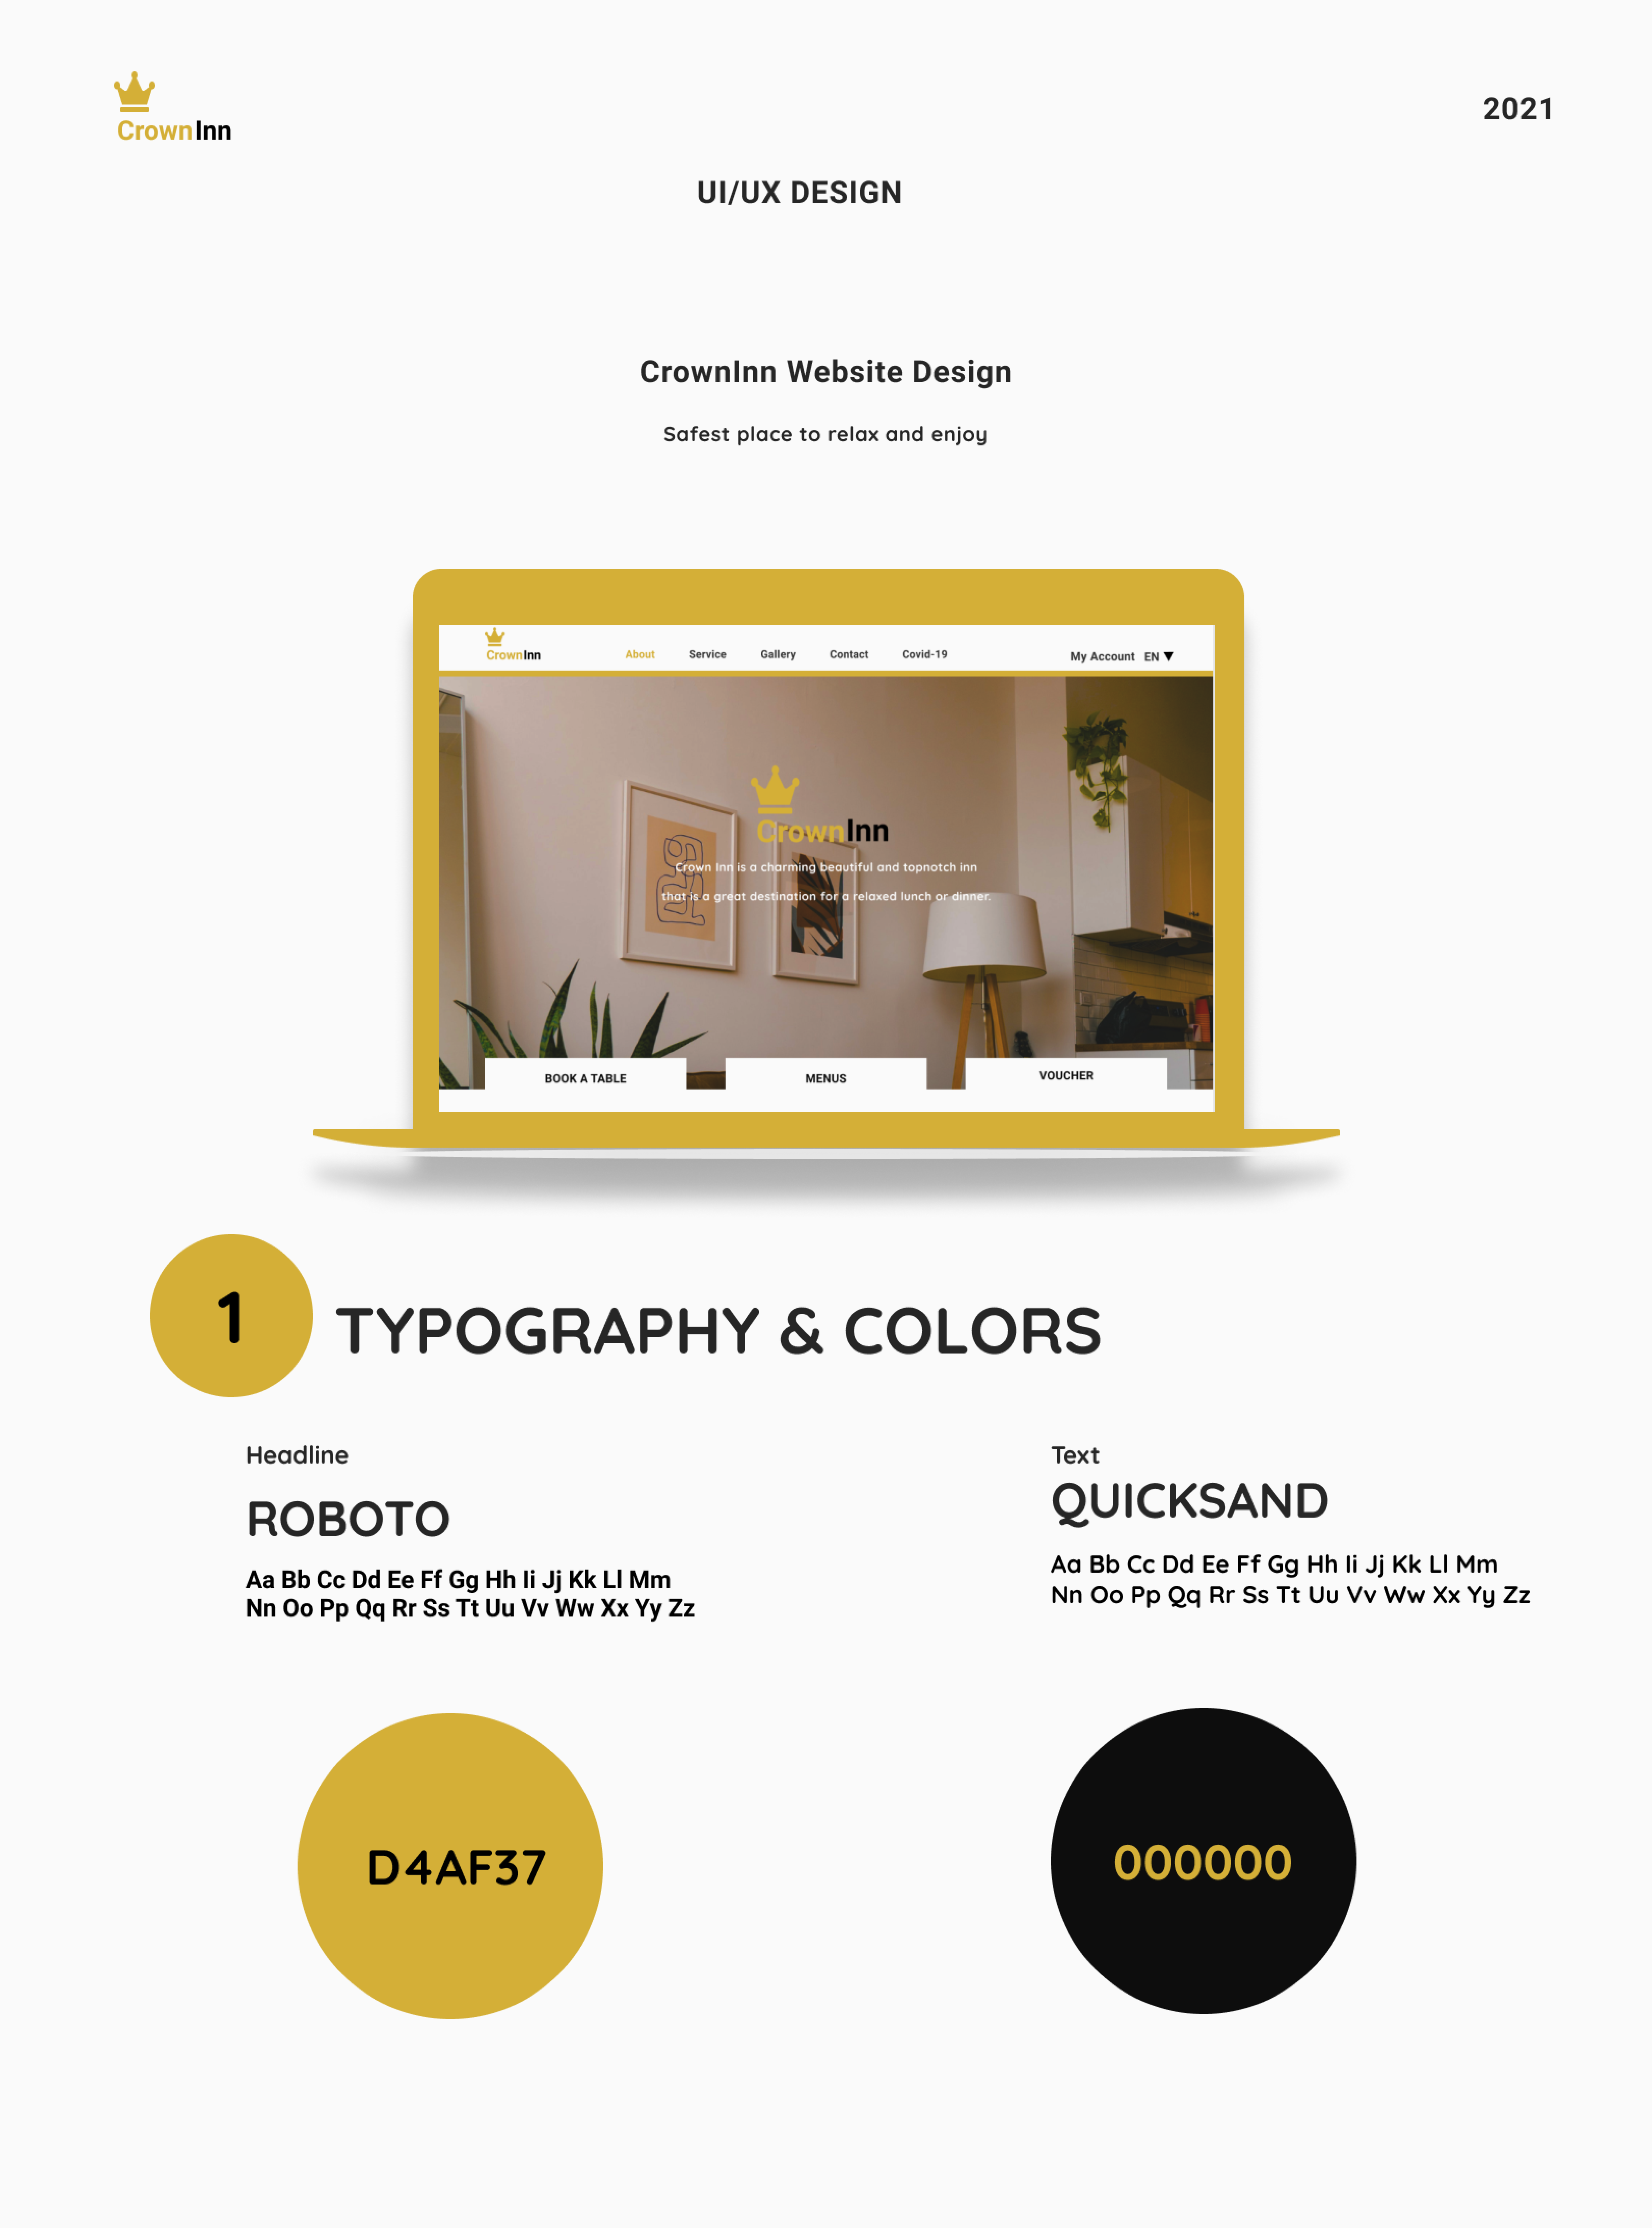 CrownInn
2021
UI/UX DESIGN
CrownInn Website Design
Safest place to relax and enjoy
CrownInn
About Service Gallery Contact Covid-19 My Account EN
CrownInn
Crown Inn is a charming beautiful and topnotch inn
that is a great destination for a relaxed lunch or dinner.
BOOK A TABLE MENUS VOUCHER
1 TYPOGRAPHY & COLORS
Headline
ROBOTO
Aa Bb Cc Dd Ee Ff Gg Hh Ii Jj Kk Ll Mm
Nn Oo Pp Qq Rr Ss Tt Uu Vv Ww Xx Yy Zz
Text
QUICKSAND
Aa Bb Cc Dd Ee Ff Gg Hh Ii Jj Kk Ll Mm
Nn Oo Pp Qq Rr Ss Tt Uu Vv Ww Xx Yy Zz
D4AF37
000000